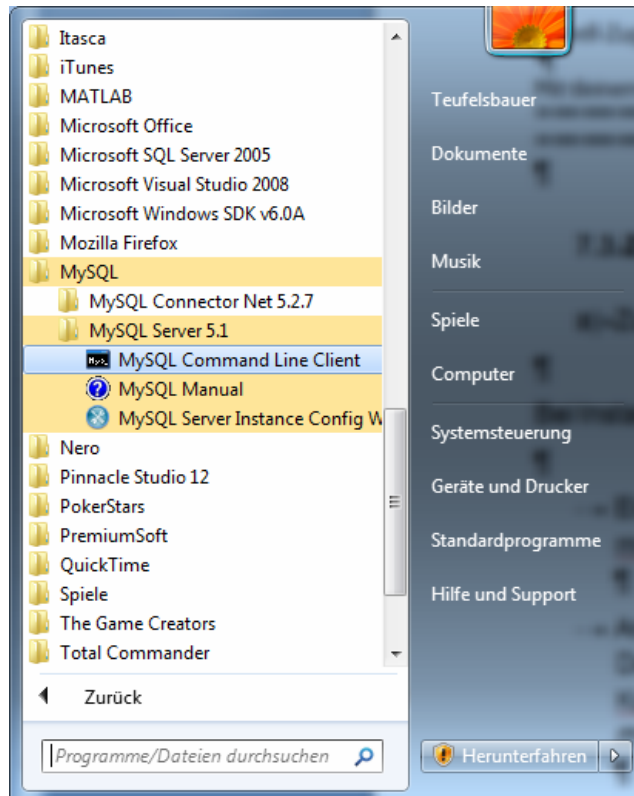 Itasca
iTunes
MATLAB
Microsoft Office
Microsoft SQL Server 2005
Microsoft Visual Studio 2008
Microsoft Windows SDK v6.0A
Mozilla Firefox
MySQL
MySQL Connector Net 5.2.7
MySQL Server 5.1
MySQL Command Line Client
MySQL Manual
MySQL Server Instance Config W
Nero
Pinnacle Studio 12
PokerStars
PremiumSoft
QuickTime
Spiele
The Game Creators
Total Commander
Zurück
Programme/Dateien durchsuchen
Teufelsbauer
Dokumente
Bilder
Musik
Spiele
Computer
Systemsteuerung
Geräte und Drucker
Standardprogramme
Hilfe und Support
Herunterfahren